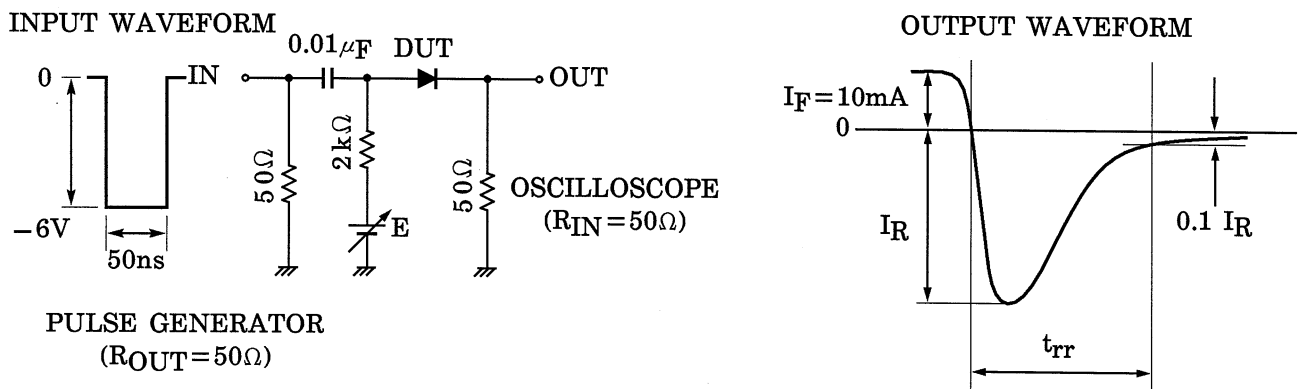 INPUT WAVEFORM
0.01μF DUT
0
IN
OUT
50Ω
2kΩ
50Ω
E
OSCILLOSCOPE
(RIN=50Ω)
−6V
50ns
PULSE GENERATOR
(ROUT=50Ω)
OUTPUT WAVEFORM
IF=10mA
0
IR
0.1 IR
trr